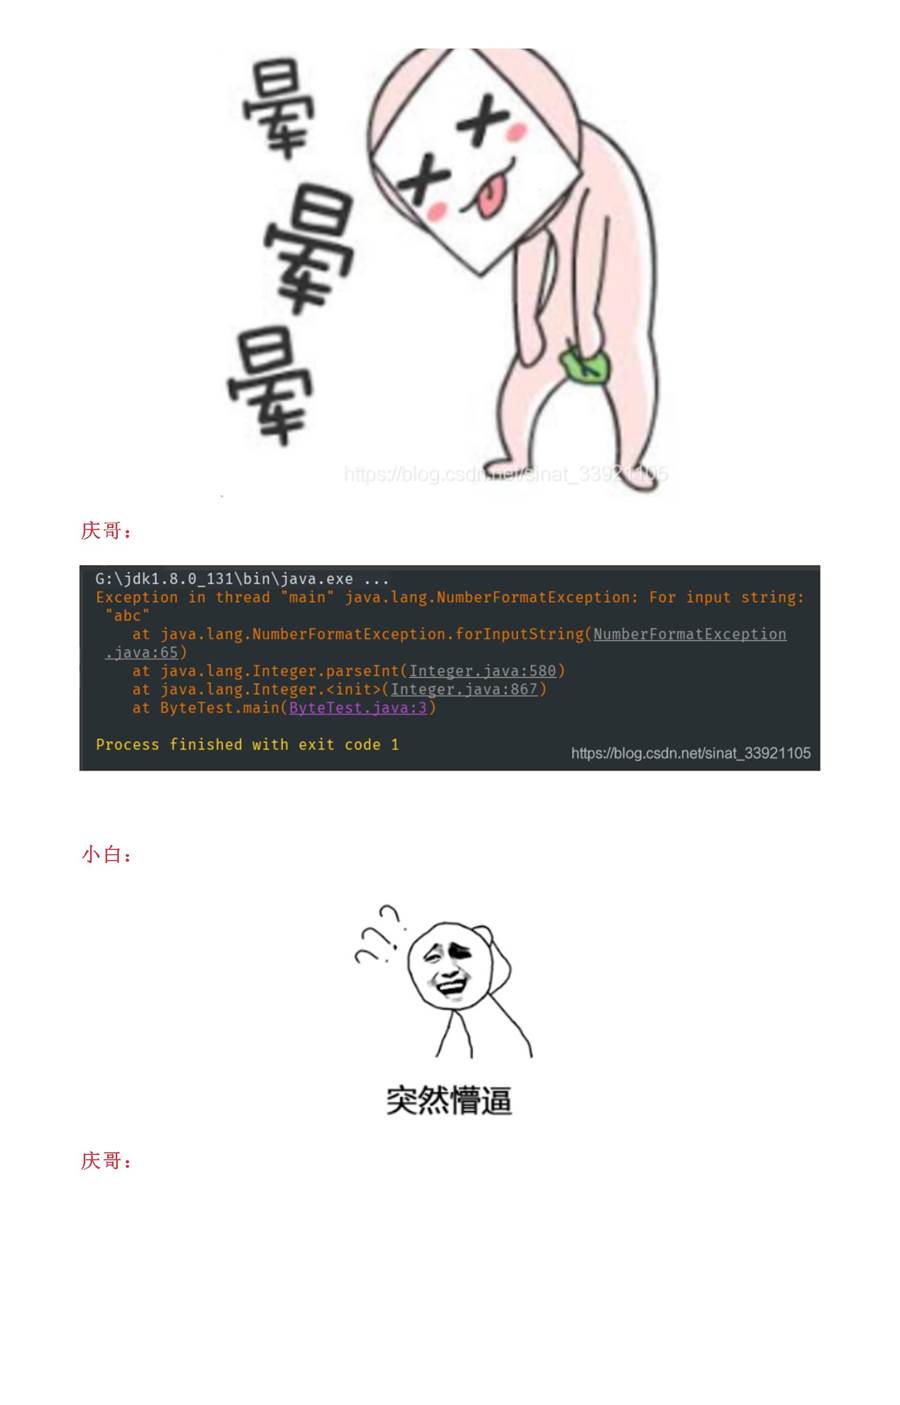 晕
晕
晕
https://blog.csdn.net/sinat_33921105
庆哥：
G:\jdk1.8.0_131\bin\java.exe ...
Exception in thread "main" java.lang.NumberFormatException: For input string:
"abc"
at java.lang.NumberFormatException.forInputString(NumberFormatException
.java:65)
at java.lang.Integer.parseInt(Integer.java:580)
at java.lang.Integer.<init>(Integer.java:867)
at ByteTest.main(ByteTest.java:3)
Process finished with exit code 1
https://blog.csdn.net/sinat_33921105
小白：
???
突然懵逼
庆哥：